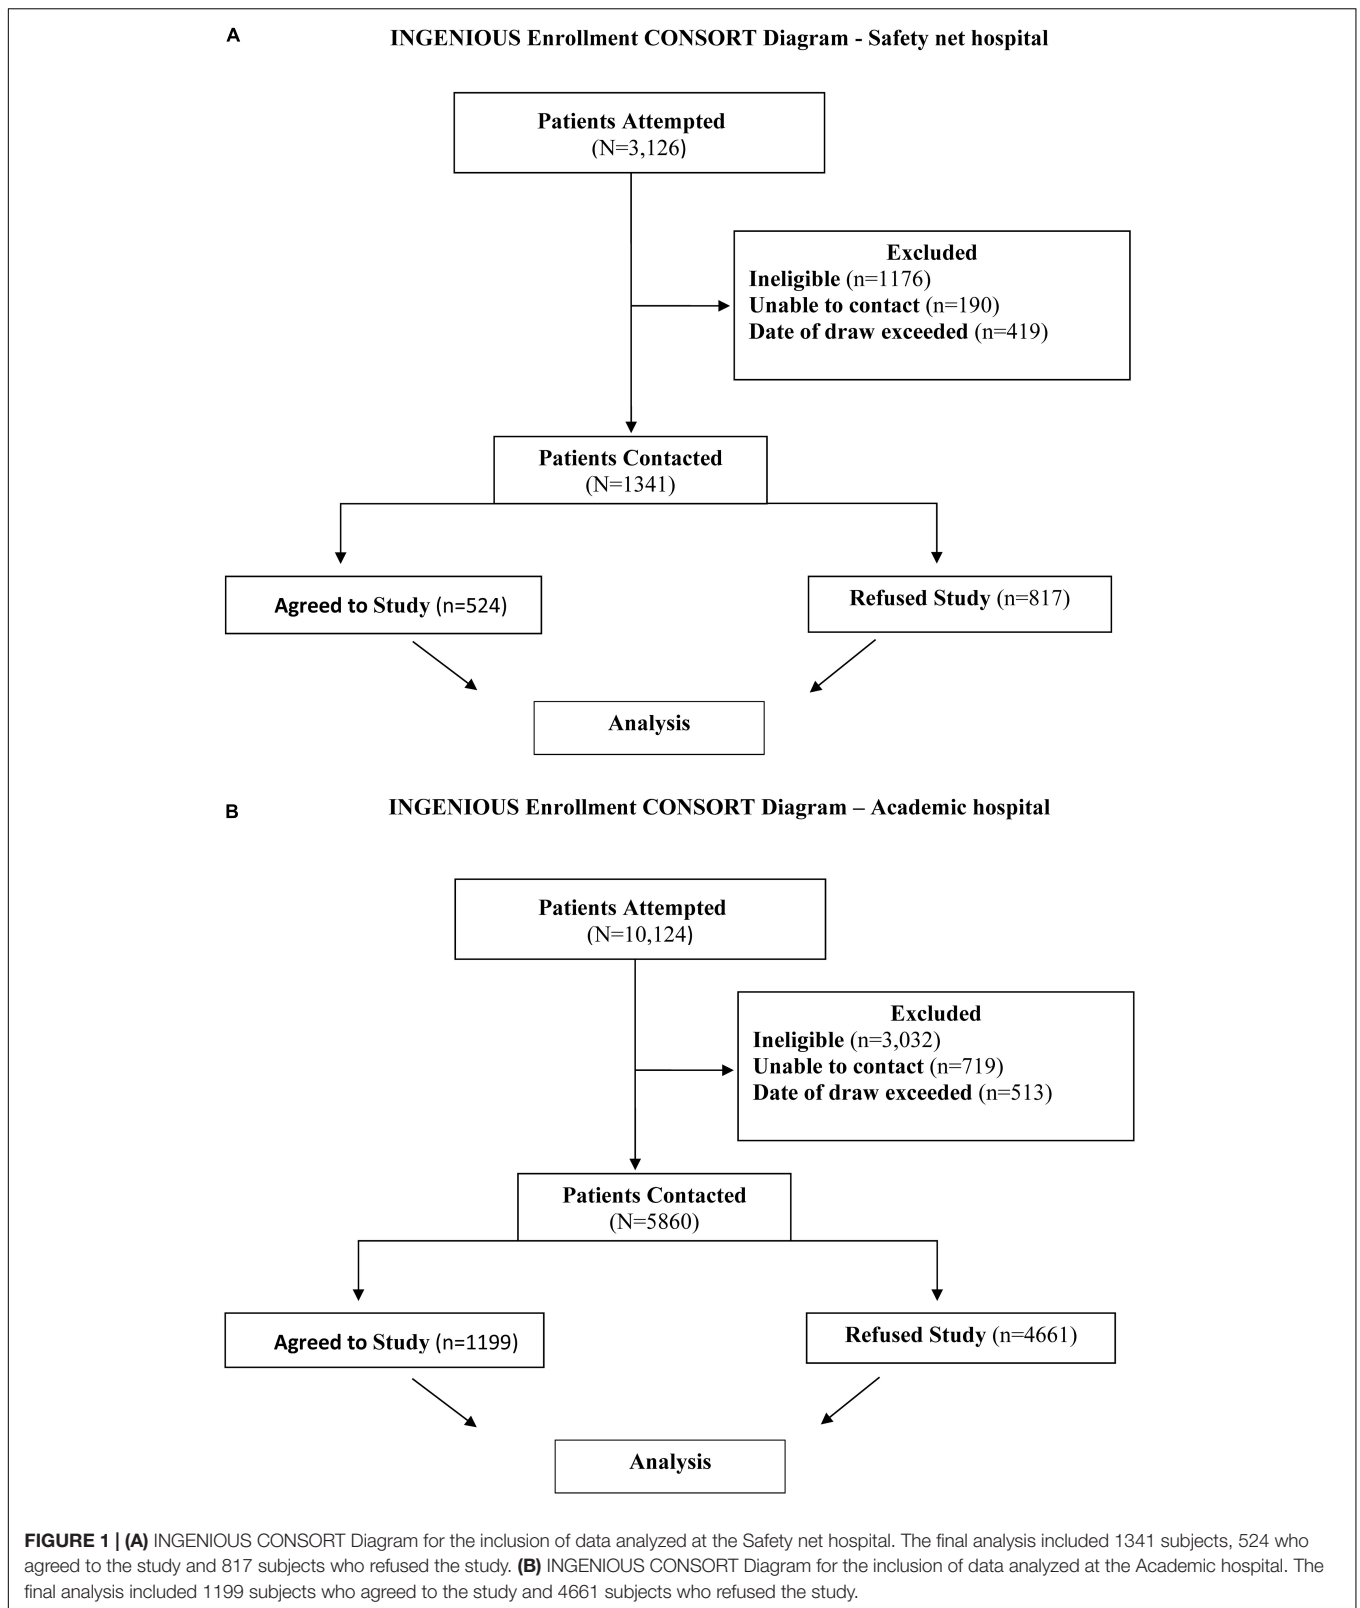 A
INGENIOUS Enrollment CONSORT Diagram - Safety net hospital
Patients Attempted
(N=3,126)
Excluded
Ineligible (n=1176)
Unable to contact (n=190)
Date of draw exceeded (n=419)
Patients Contacted
(N=1341)
Agreed to Study (n=524)
Refused Study (n=817)
Analysis
B
INGENIOUS Enrollment CONSORT Diagram – Academic hospital
Patients Attempted
(N=10,124)
Excluded
Ineligible (n=3,032)
Unable to contact (n=719)
Date of draw exceeded (n=513)
Patients Contacted
(N=5860)
Agreed to Study (n=1199)
Refused Study (n=4661)
Analysis
FIGURE 1 | (A) INGENIOUS CONSORT Diagram for the inclusion of data analyzed at the Safety net hospital. The final analysis included 1341 subjects, 524 who
agreed to the study and 817 subjects who refused the study. (B) INGENIOUS CONSORT Diagram for the inclusion of data analyzed at the Academic hospital. The
final analysis included 1199 subjects who agreed to the study and 4661 subjects who refused the study.